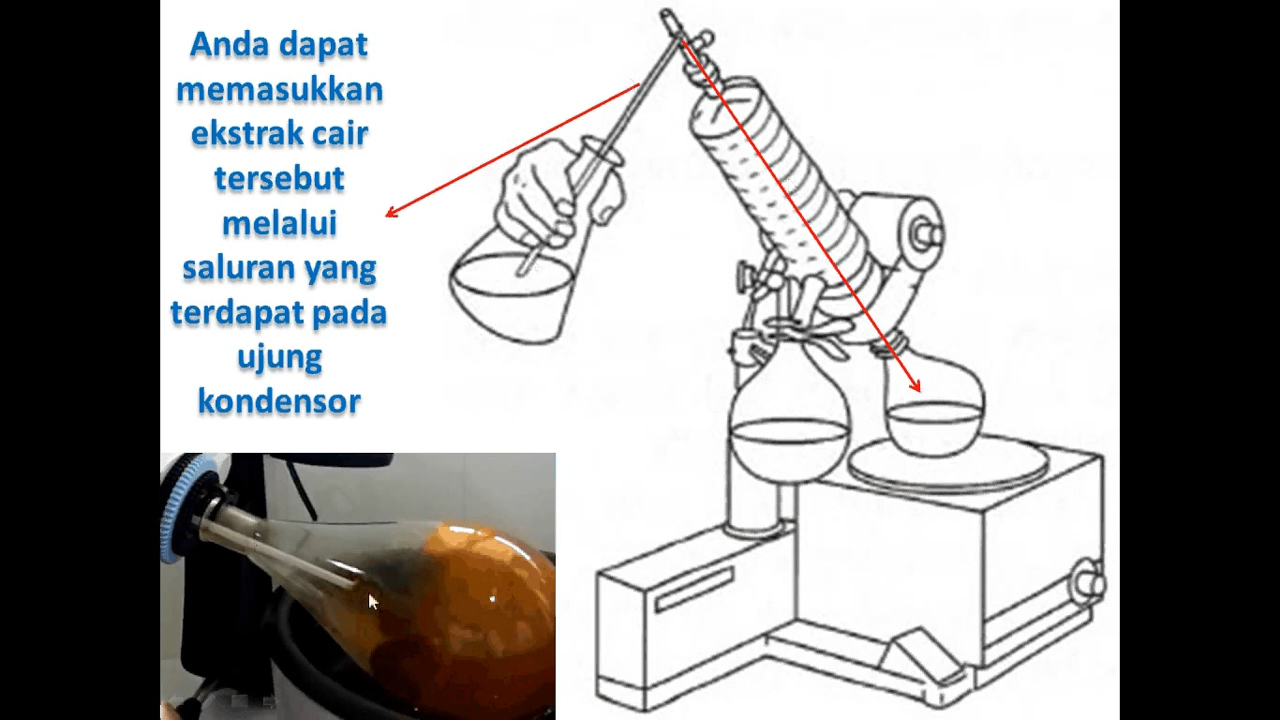 Anda dapat
memasukkan
ekstrak cair
tersebut
melalui
saluran yang
terdapat pada
ujung
kondensor